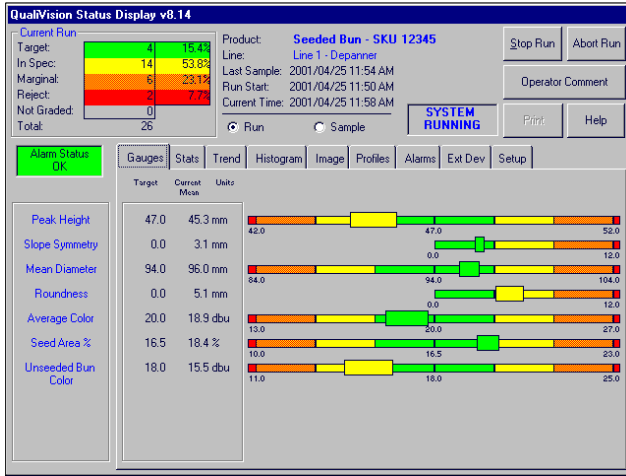 QualiVision Status Display v8.14
Current Run
Target: 4 15.4%
In Spec: 14 53.8%
Marginal: 6 23.1%
Reject: 2 7.7%
Not Graded: 0
Total: 26
Product: Seeded Bun - SKU 12345
Line: Line 1 - Depanner
Last Sample: 2001/04/25 11:54 AM
Run Start: 2001/04/25 11:50 AM
Current Time: 2001/04/25 11:58 AM
Run Sample
SYSTEM
RUNNING
Stop Run Abort Run
Operator Comment
Print Help
Alarm Status
OK
Gauges Stats Trend Histogram Image Profiles Alarms Ext Dev Setup
Target Current Mean Units
Peak Height 47.0 45.3 mm
42.0 47.0 52.0
Slope Symmetry 0.0 3.1 mm
0.0 12.0
Mean Diameter 94.0 96.0 mm
84.0 94.0 104.0
Roundness 0.0 5.1 mm
0.0 12.0
Average Color 20.0 18.9 dbu
13.0 20.0 27.0
Seed Area % 16.5 18.4 %
10.0 16.5 23.0
Unseeded Bun Color 18.0 15.5 dbu
11.0 18.0 25.0